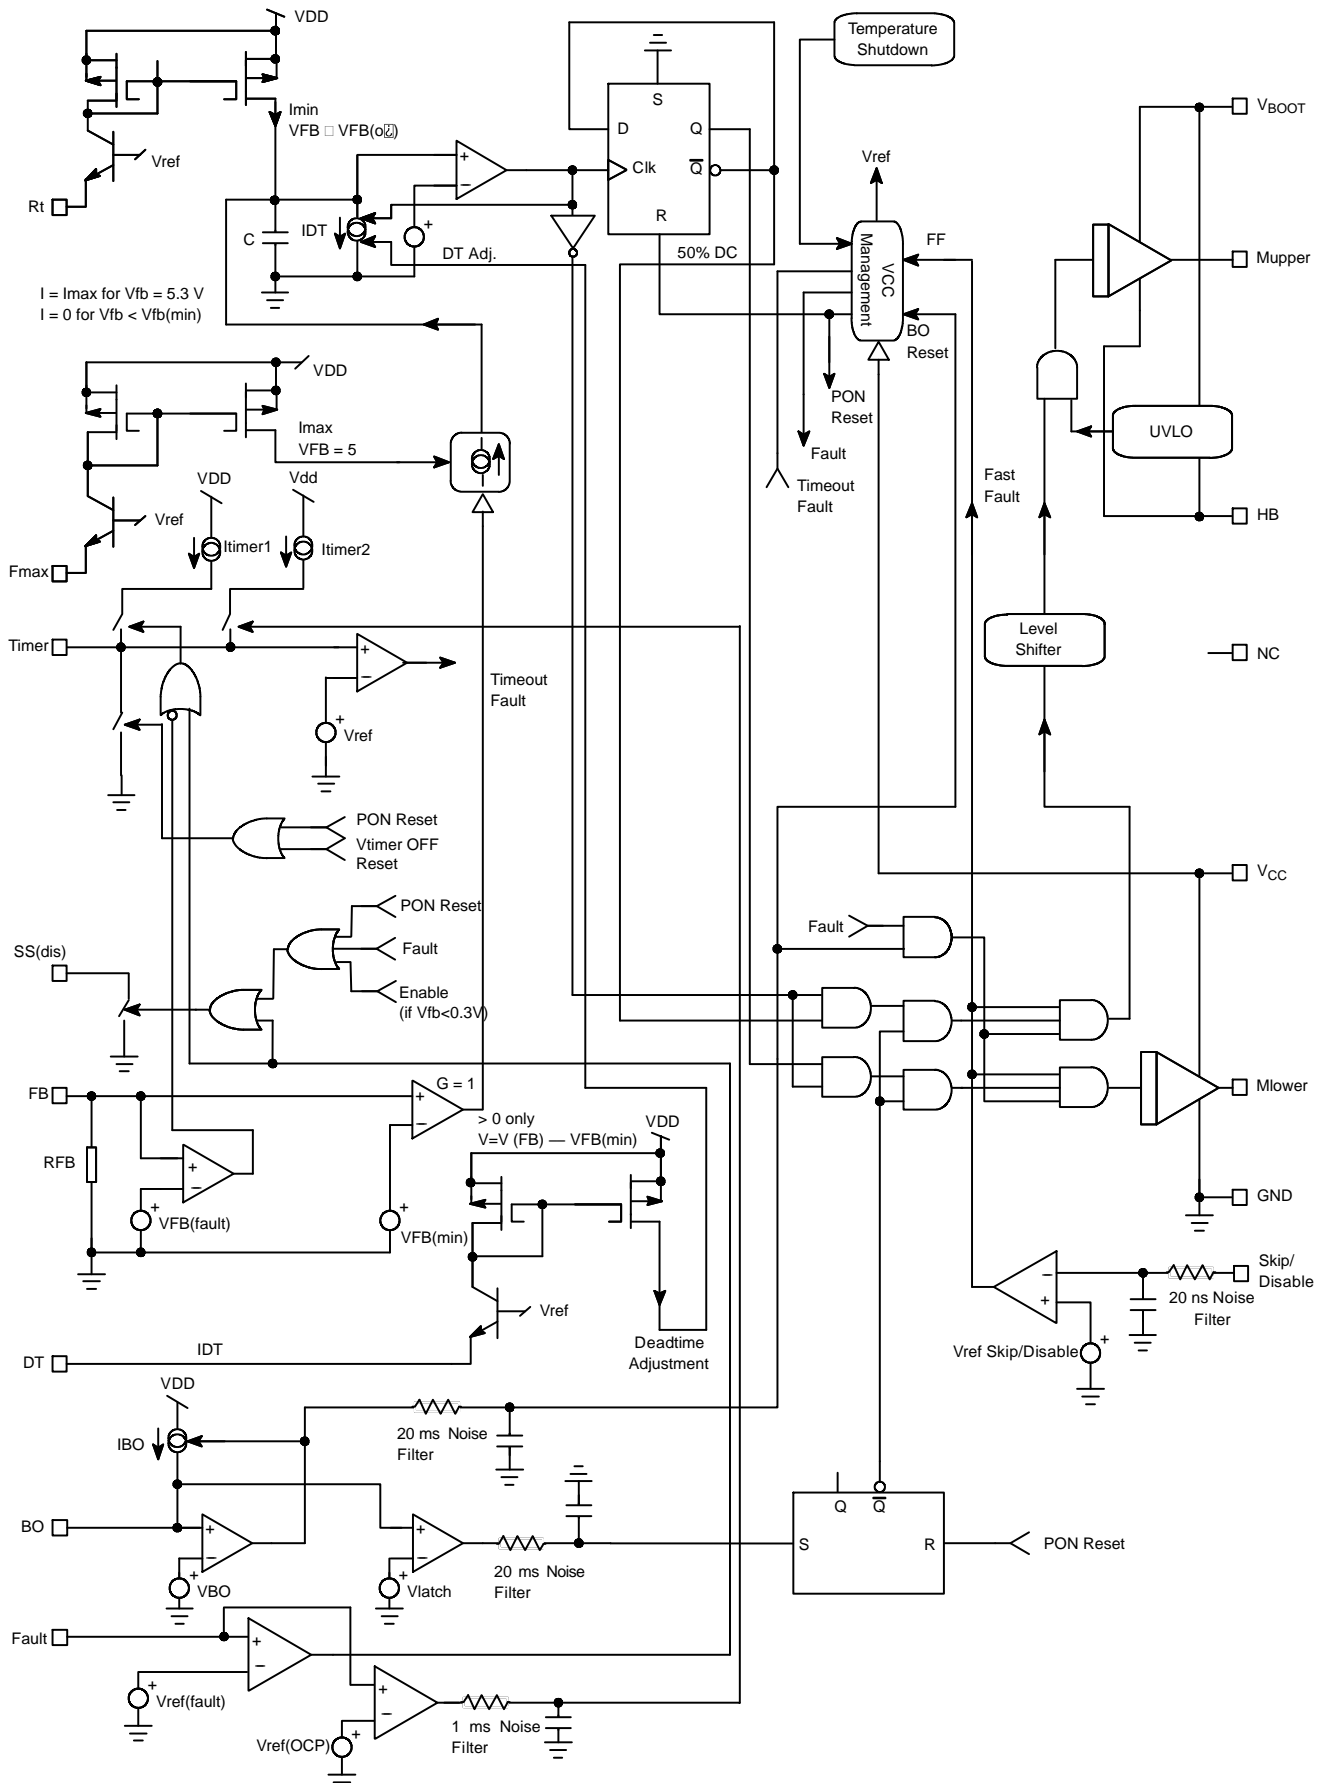 VDD
Temperature
Shutdown
VBOOT
S
D
Q
Clk
Q
R
Imin
VFB □ VFB(o
Vref
Vref
Rt
C
IDT
+
−
+
DT Adj.
50% DC
FF
VCC
Management
BO
Reset
Mupper
I = Imax for Vfb = 5.3 V
I = 0 for Vfb < Vfb(min)
VDD
PON
Reset
Fault
Timeout
Fault
UVLO
Imax
VFB = 5
VDD
Vdd
Vref
Itimer1
Itimer2
Fast
Fault
HB
Fmax
Timer
+
−
Timeout
Fault
+
Vref
Level
Shifter
NC
PON Reset
Vtimer OFF
Reset
VCC
PON Reset
Fault
Enable
(if Vfb<0.3V)
SS(dis)
Fault
FB
G = 1
+
−
> 0 only
V=V (FB) — VFB(min)
VDD
Mlower
RFB
+
−
+
VFB(fault)
+
VFB(min)
GND
Vref
Deadtime
Adjustment
−
+
Skip/
Disable
20 ns Noise
Filter
Vref Skip/Disable
+
IDT
DT
VDD
IBO
20 ms Noise
Filter
BO
+
−
+
VBO
+
−
+
Vlatch
20 ms Noise
Filter
Q
Q
S
R
PON Reset
Fault
+
−
+
Vref(fault)
+
−
+
Vref(OCP)
1 ms Noise
Filter